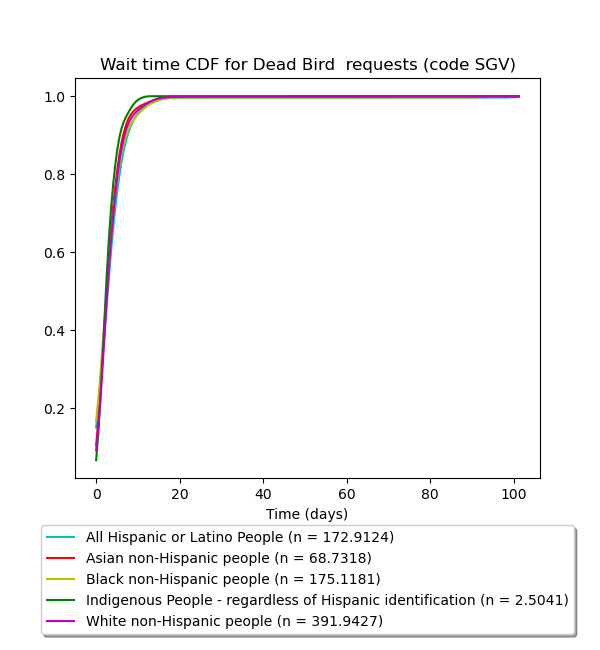 Wait time CDF for Dead Bird  requests (code SGV)
1.0
0.8
0.6
0.4
0.2
0 20 40 60 80 100
Time (days)
All Hispanic or Latino People (n = 172.9124)
Asian non-Hispanic people (n = 68.7318)
Black non-Hispanic people (n = 175.1181)
Indigenous People - regardless of Hispanic identification (n = 2.5041)
White non-Hispanic people (n = 391.9427)